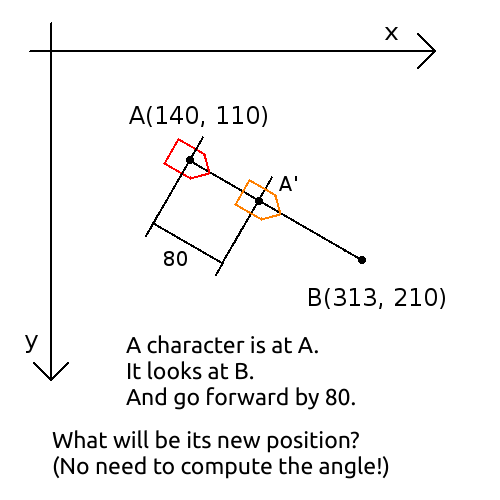 x
A(140, 110)
A'
80
B(313, 210)
y
A character is at A.
It looks at B.
And go forward by 80.
What will be its new position?
(No need to compute the angle!)